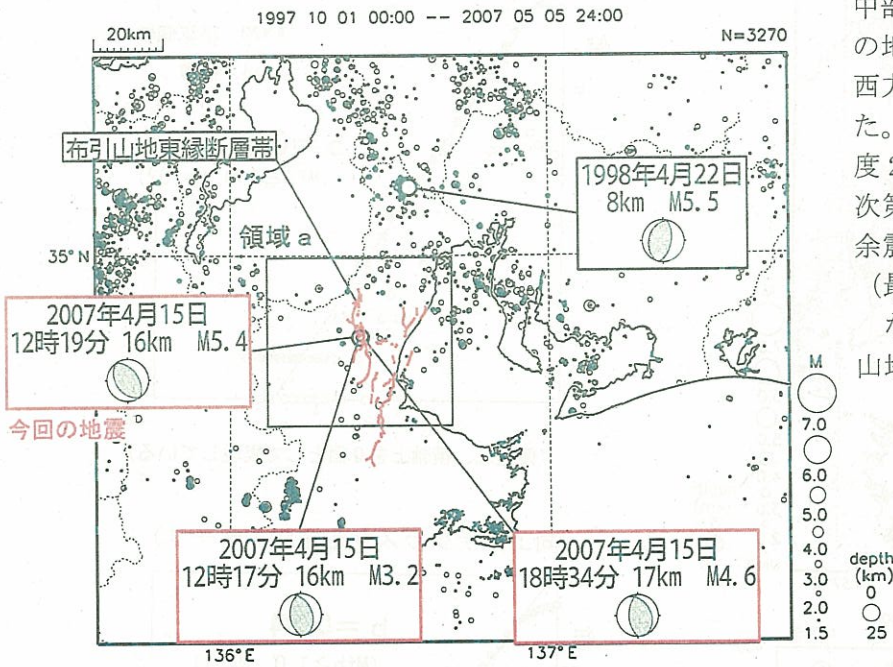 1997 10 01 00:00 -- 2007 05 05 24:00
20km
N=3270
布引山地東縁断層帯
1998年4月22日
8km M5.5
領域a
35°N
2007年4月15日
12時19分 16km M5.4
今回の地震
2007年4月15日
12時17分 16km M3.2
2007年4月15日
18時34分 17km M4.6
136°E
137°E
M
7.0
6.0
5.0
4.0
3.0
2.0
1.5
depth
(km)
0
25
中部
の地
西方
た。
度2
次第
余震
(最
山地